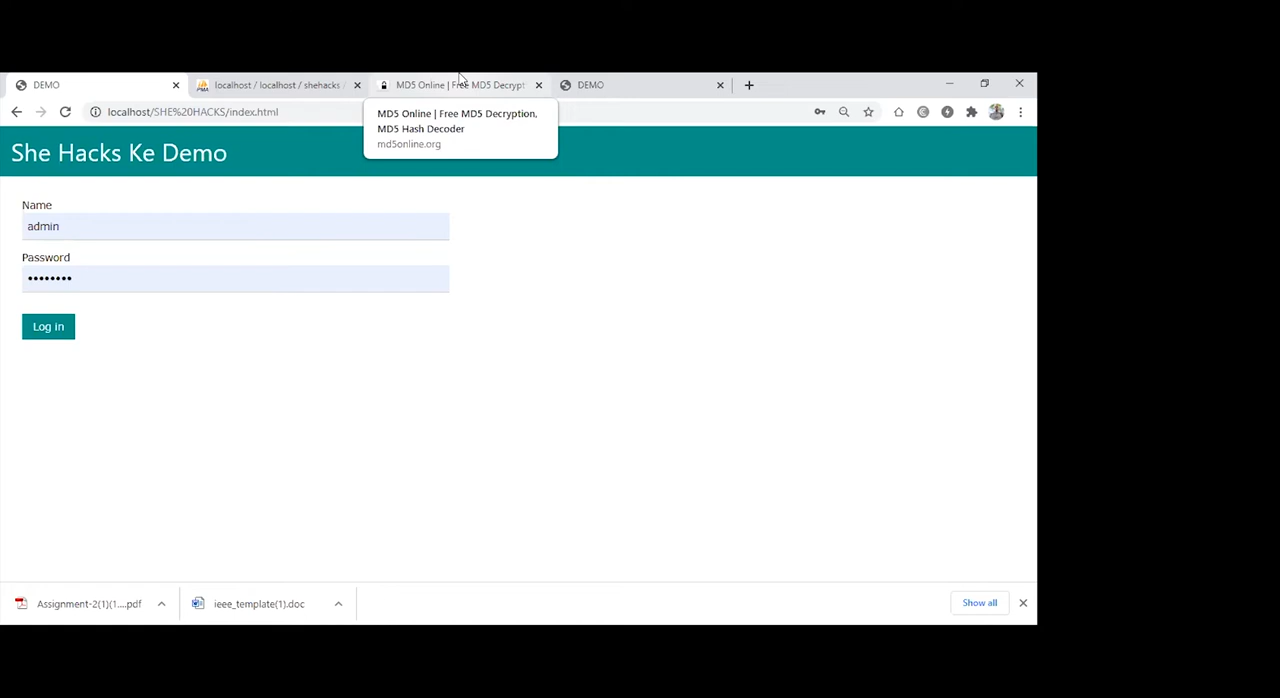 DEMO
localhost / localhost / shehacks /
MD5 Online | Free MD5 Decrypt
DEMO
localhost/SHE%20HACKS/index.html
MD5 Online | Free MD5 Decryption,
MD5 Hash Decoder
md5online.org
She Hacks Ke Demo
Name
admin
Password
••••••••
Log in
Assignment-2(1)(1....pdf
ieee_template(1).doc
Show all